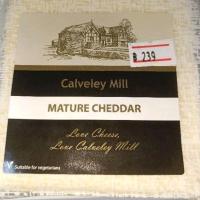 ฿ 239
Calveley Mill
MATURE CHEDDAR
Love Cheese,
Love Calveley Mill
V Suitable for vegetarians